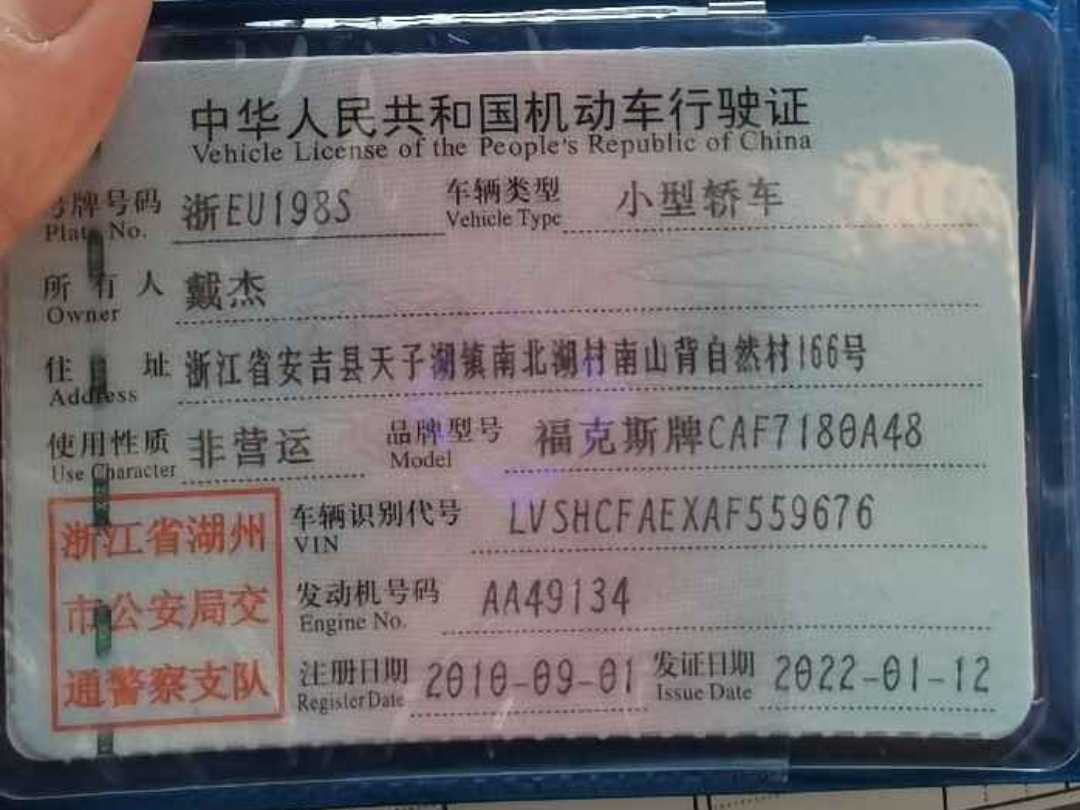 中华人民共和国机动车行驶证
Vehicle License of the People's Republic of China
号牌号码 浙EU198S 车辆类型 小型轿车
Plate No. Vehicle Type
所有人 戴杰
Owner
住址 浙江省安吉县天子湖镇南北湖村南山背自然村166号
Address
使用性质 非营运 品牌型号 福克斯牌CAF7180A48
Use Character Model
浙江省湖州
市公安局交
通警察支队
车辆识别代号 LVSHCFAEXAF559676
VIN
发动机号码 AA49134
Engine No.
注册日期 2010-09-01 发证日期 2022-01-12
Register Date Issue Date